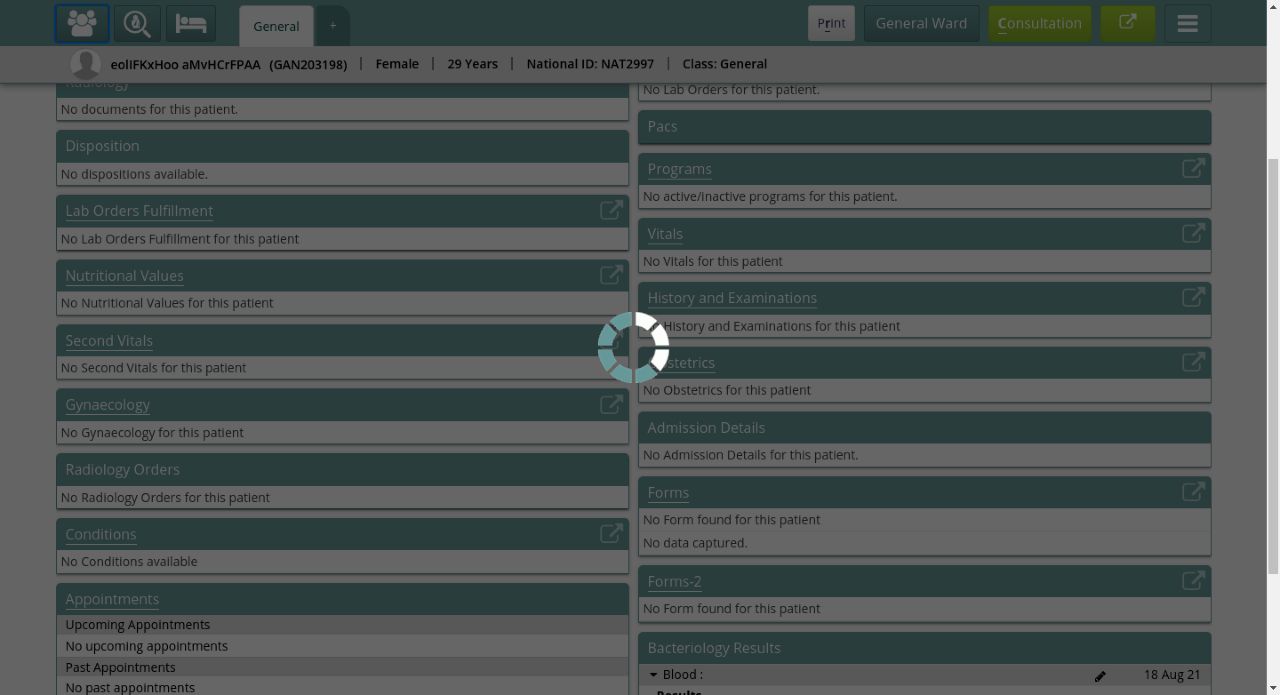 General
+
Print
General Ward
Consultation
eoIIFKxHoo aMvHCrFPAA (GAN203198) | Female | 29 Years | National ID: NAT2997 | Class: General
Radiology
No documents for this patient.
Disposition
No dispositions available.
Lab Orders Fulfillment
No Lab Orders Fulfillment for this patient
Nutritional Values
No Nutritional Values for this patient
Second Vitals
No Second Vitals for this patient
Gynaecology
No Gynaecology for this patient
Radiology Orders
No Radiology Orders for this patient
Conditions
No Conditions available
Appointments
Upcoming Appointments
No upcoming appointments
Past Appointments
No past appointments
No Lab Orders for this patient.
Pacs
Programs
No active/inactive programs for this patient.
Vitals
No Vitals for this patient
History and Examinations
History and Examinations for this patient
Obstetrics
No Obstetrics for this patient
Admission Details
No Admission Details for this patient.
Forms
No Form found for this patient
No data captured.
Forms-2
No Form found for this patient
Bacteriology Results
Blood : 18 Aug 21
Results